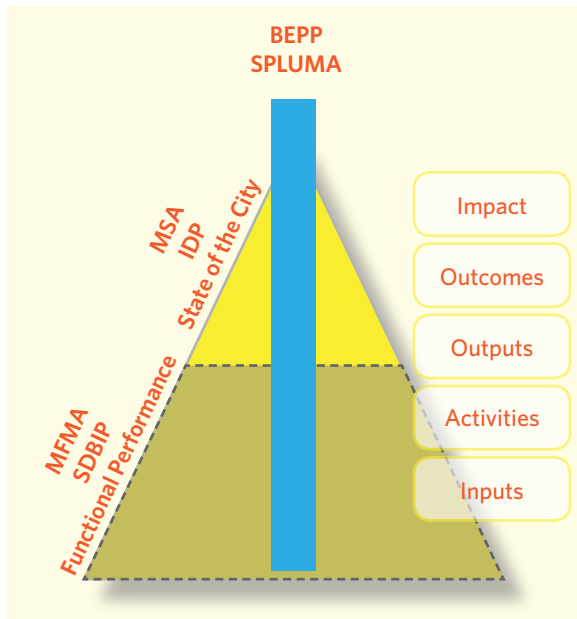 BEPP
SPLUMA
MSA
IDP
State of the City
MFMA
SDBIP
Functional Performance
Impact
Outcomes
Outputs
Activities
Inputs